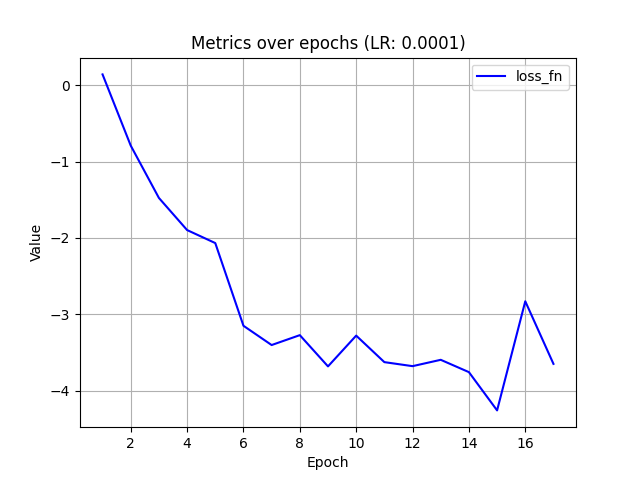 Metrics over epochs (LR: 0.0001)
loss_fn
0
−1
−2
−3
−4
Value
2 4 6 8 10 12 14 16
Epoch